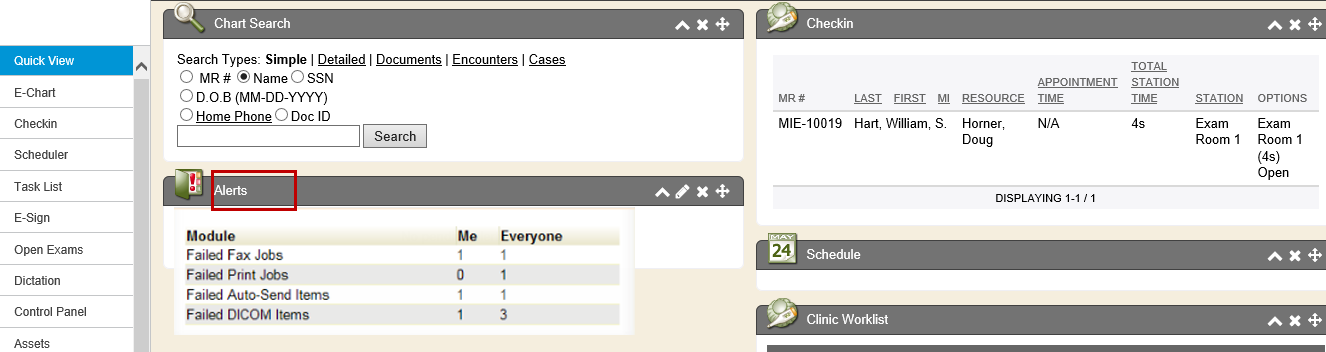 Quick View
E-Chart
Checkin
Scheduler
Task List
E-Sign
Open Exams
Dictation
Control Panel
Assets
Chart Search
Search Types: Simple | Detailed | Documents | Encounters | Cases
MR # Name SSN
D.O.B (MM-DD-YYYY)
Home Phone Doc ID
Search
Alerts
Module Me Everyone
Failed Fax Jobs 1 1
Failed Print Jobs 0 1
Failed Auto-Send Items 1 1
Failed DICOM Items 1 3
Checkin
MR # LAST FIRST MI RESOURCE APPOINTMENT TIME TOTAL STATION TIME STATION OPTIONS
MIE-10019 Hart, William, S. Horner, Doug N/A 4s Exam Room 1 Exam Room 1 (4s) Open
DISPLAYING 1-1 / 1
MAY
24
Schedule
Clinic Worklist